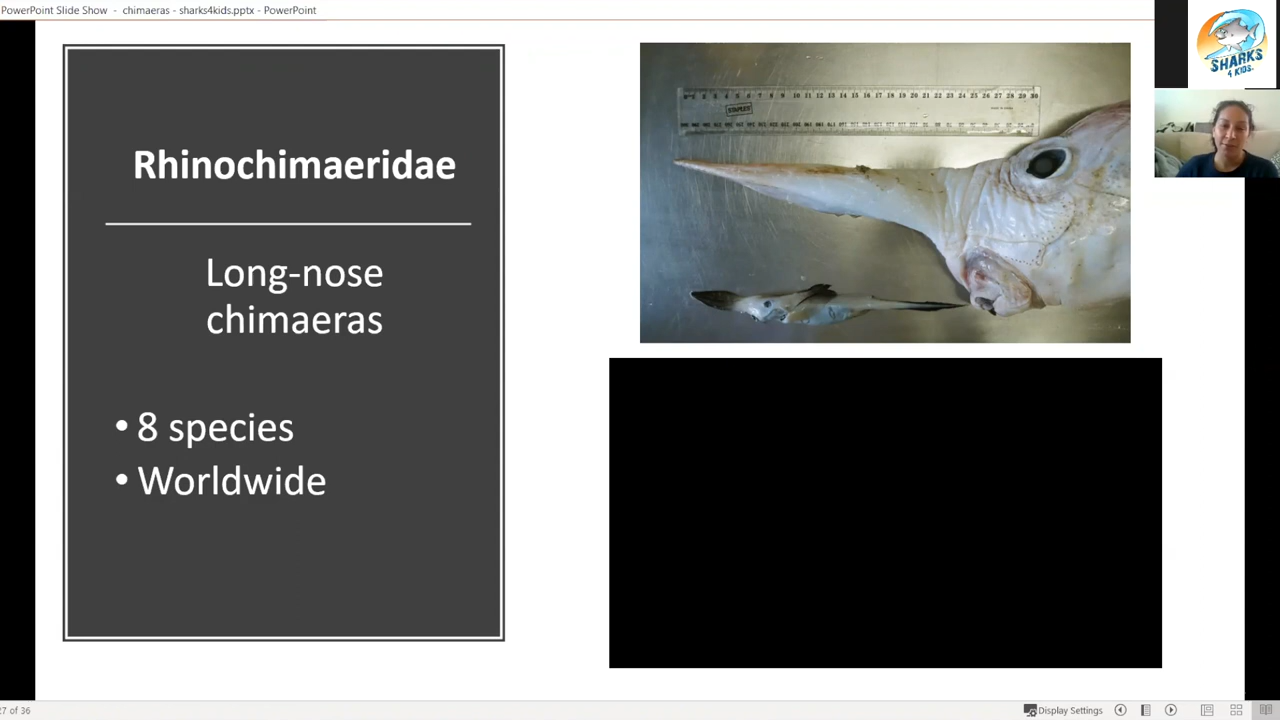 PowerPoint Slide Show - chimaeras - sharks4kids.pptx - PowerPoint
SHARKS
4 KIDS.
Rhinochimaeridae
Long-nose
chimaeras
• 8 species
• Worldwide
STAPLES
27 of 36
Display Settings